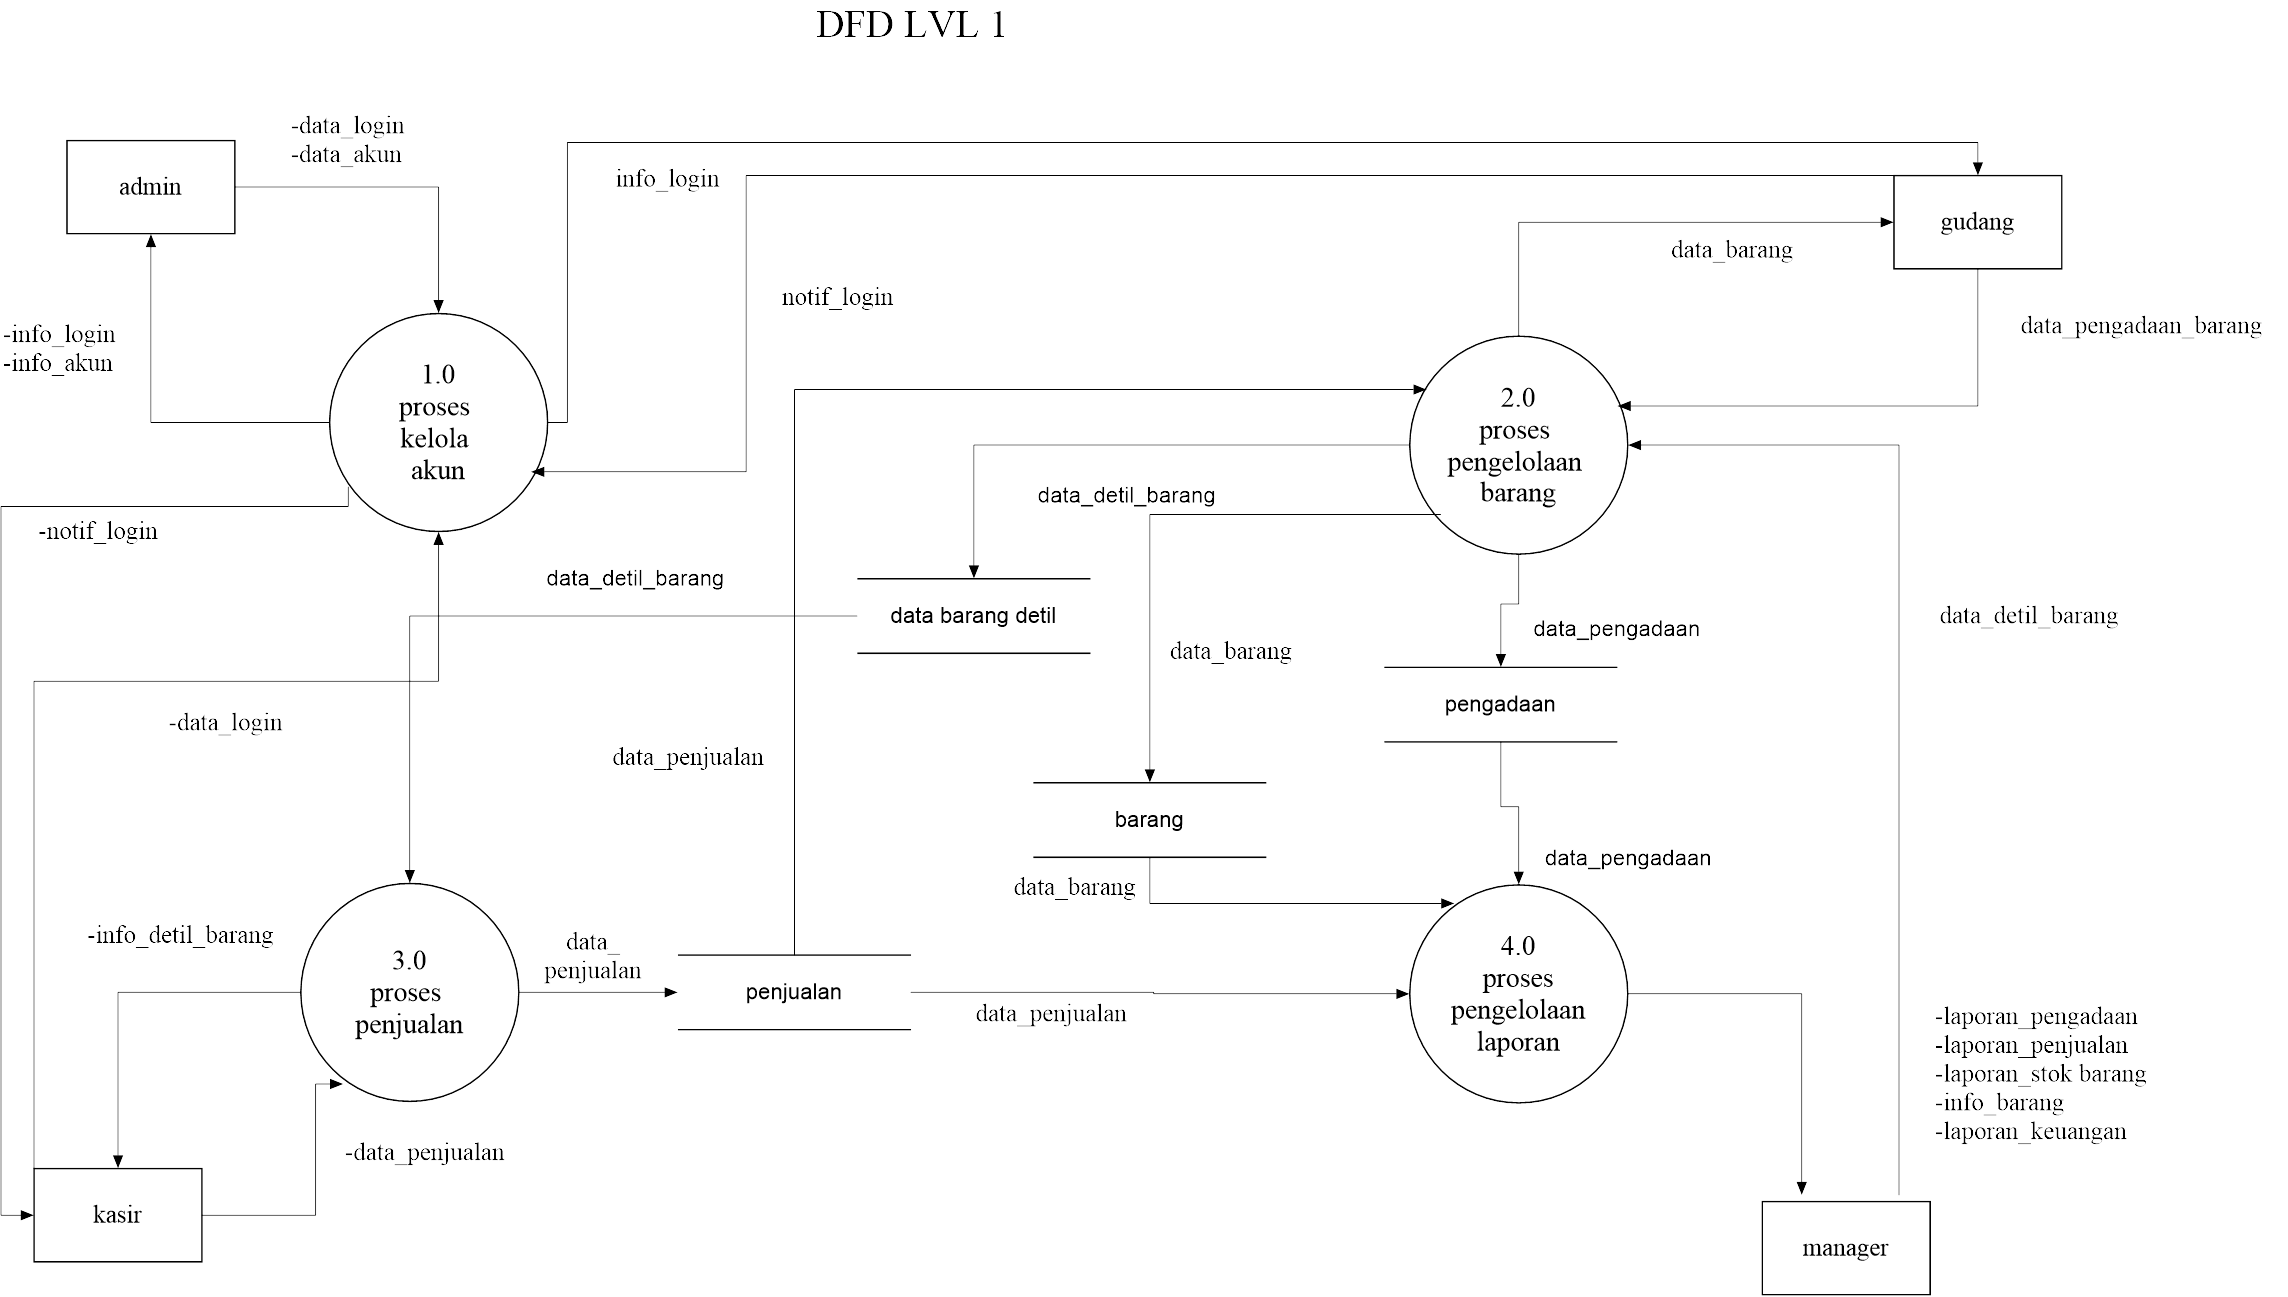 DFD LVL 1
-data_login
-data_akun
admin
info_login
gudang
data_barang
notif_login
data_pengadaan_barang
-info_login
-info_akun
1.0
proses
kelola
akun
2.0
proses
pengelolaan
barang
data_detil_barang
-notif_login
data_detil_barang
data barang detil
data_barang
data_pengadaan
data_detil_barang
pengadaan
-data_login
data_penjualan
barang
data_pengadaan
data_barang
-info_detil_barang
3.0
proses
penjualan
data_
penjualan
penjualan
data_penjualan
4.0
proses
pengelolaan
laporan
-laporan_pengadaan
-laporan_penjualan
-laporan_stok barang
-info_barang
-laporan_keuangan
-data_penjualan
kasir
manager